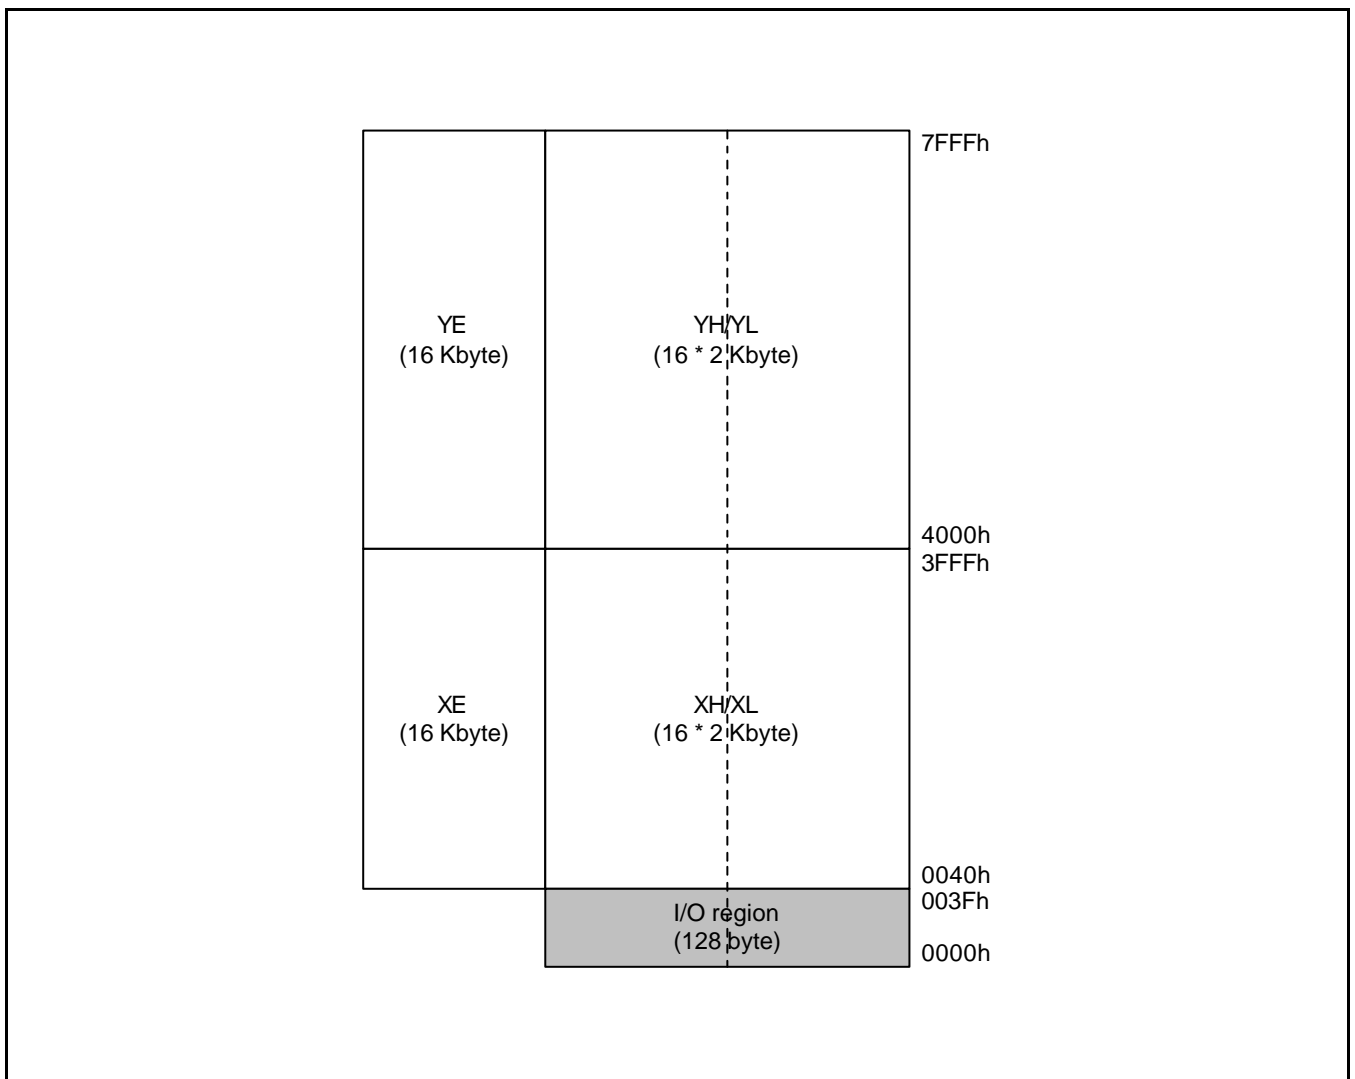 7FFFh
YE
(16 Kbyte)
YH/YL
(16 * 2 Kbyte)
4000h
3FFFh
XE
(16 Kbyte)
XH/XL
(16 * 2 Kbyte)
0040h
003Fh
I/O region
(128 byte)
0000h